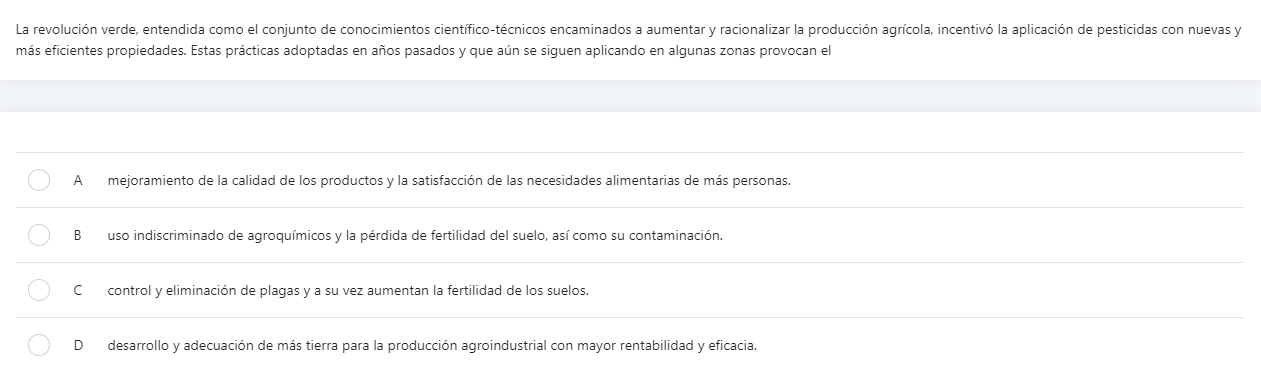 La revolución verde, entendida como el conjunto de conocimientos científico-técnicos encaminados a aumentar y racionalizar la producción agrícola, incentivó la aplicación de pesticidas con nuevas y
más eficientes propiedades. Estas prácticas adoptadas en años pasados y que aún se siguen aplicando en algunas zonas provocan el
A mejoramiento de la calidad de los productos y la satisfacción de las necesidades alimentarias de más personas.
B uso indiscriminado de agroquímicos y la pérdida de fertilidad del suelo, así como su contaminación.
C control y eliminación de plagas y a su vez aumentan la fertilidad de los suelos.
D desarrollo y adecuación de más tierra para la producción agroindustrial con mayor rentabilidad y eficacia.